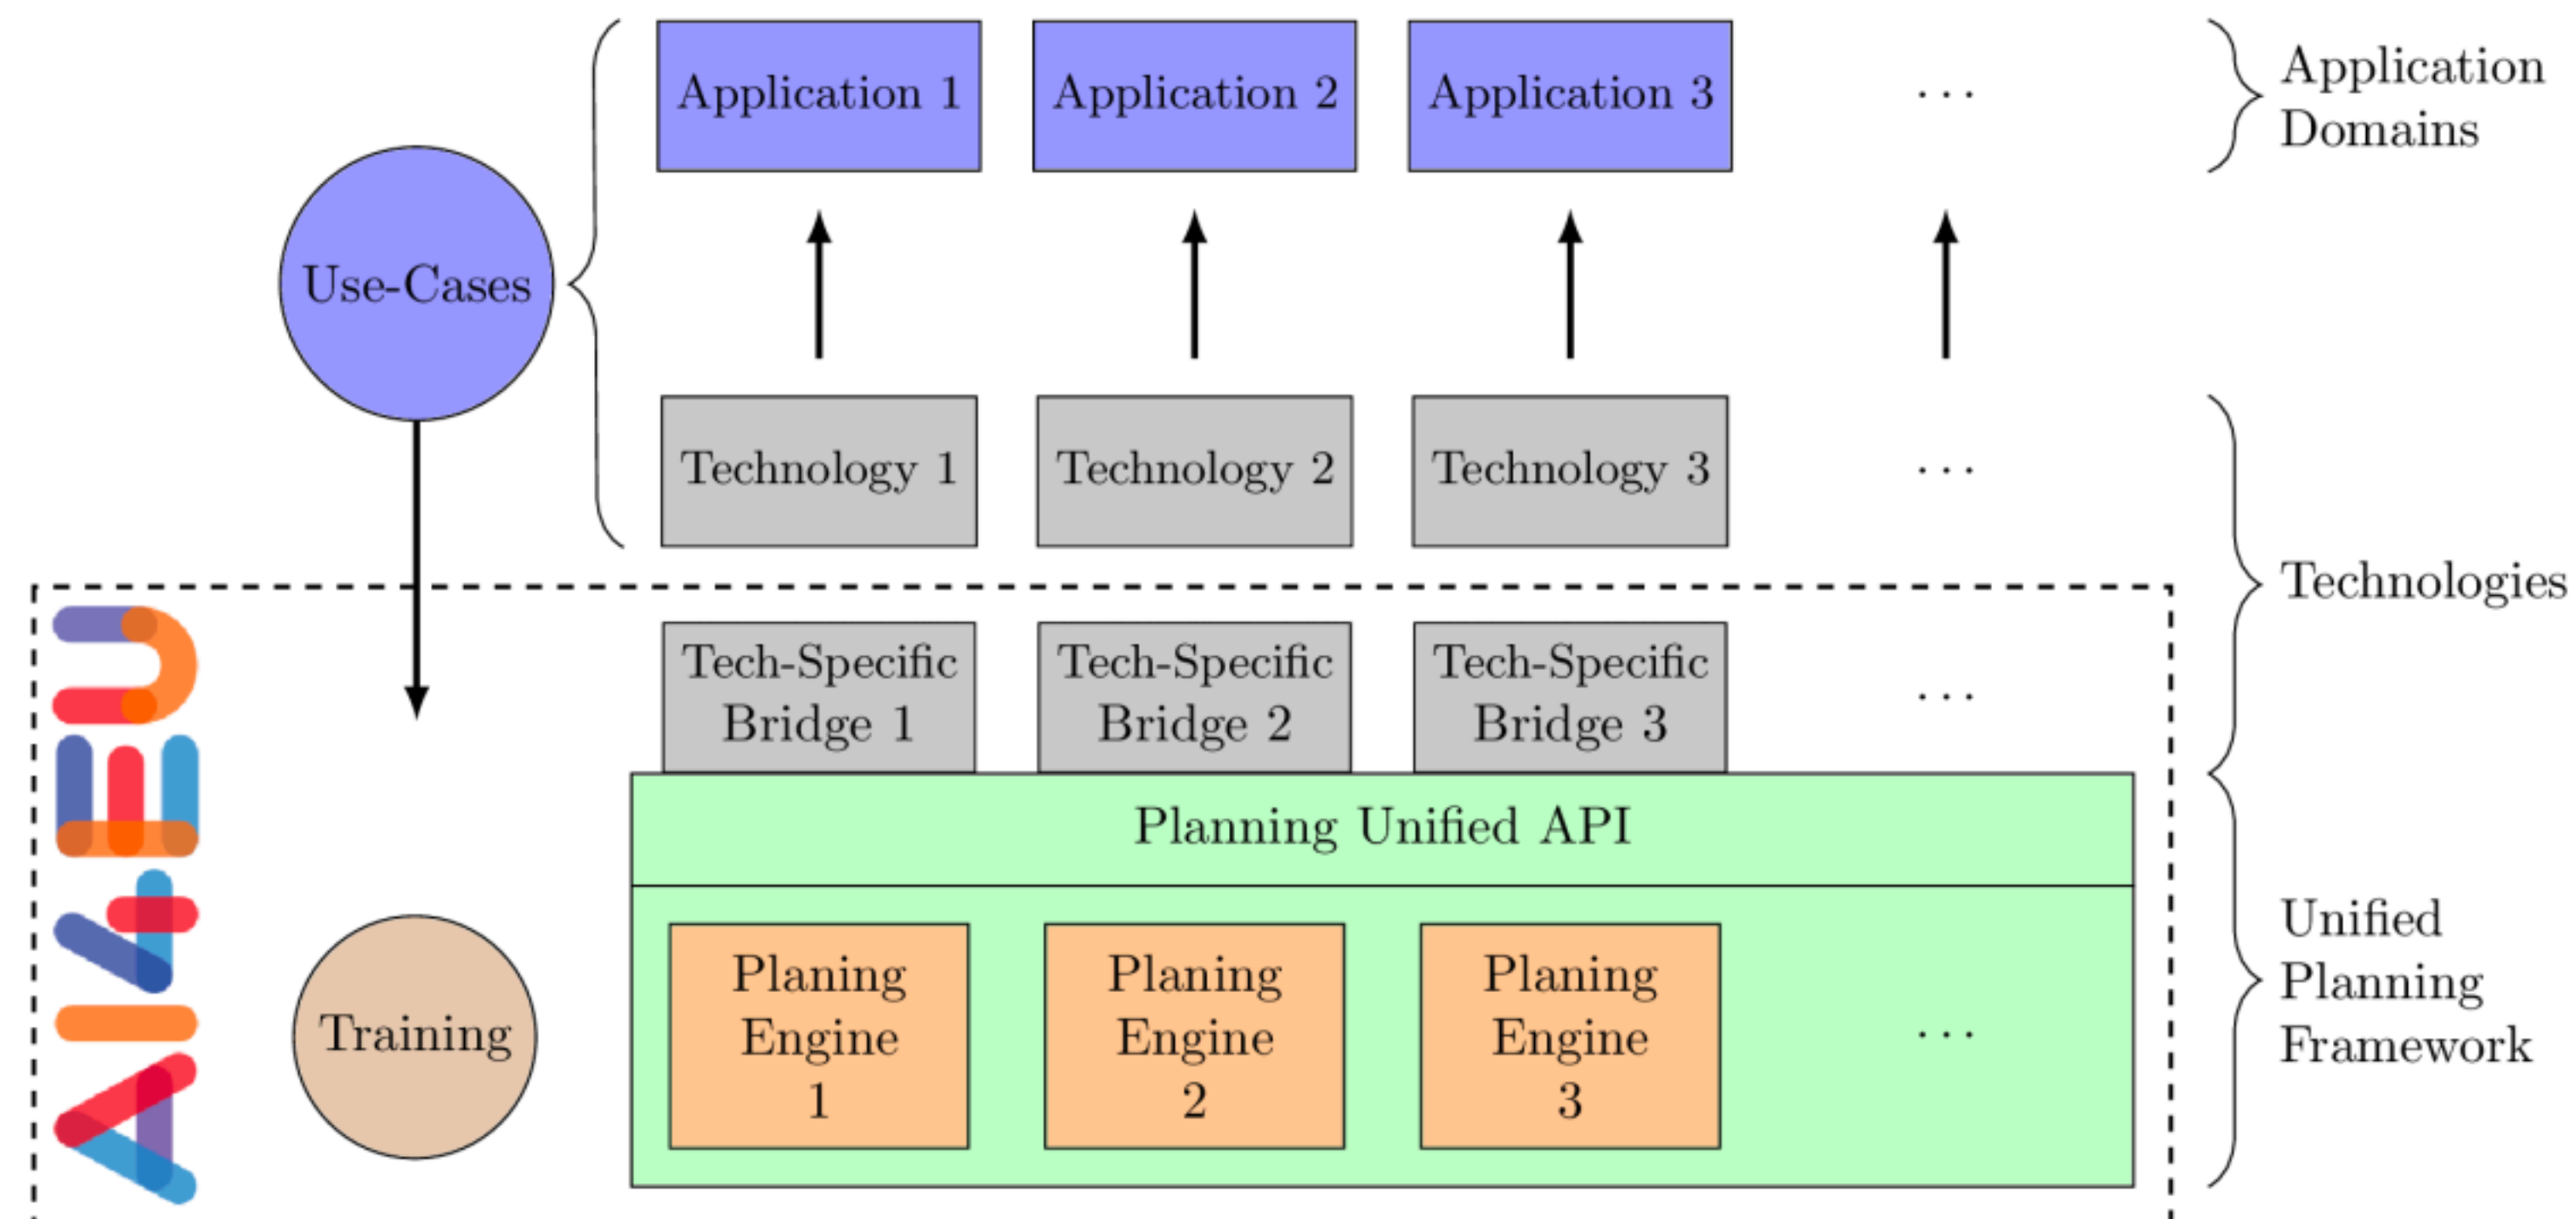 Application 1
Application 2
Application 3
...
Application
Domains
Use-Cases
Technology 1
Technology 2
Technology 3
...
Technologies
Tech-Specific
Bridge 1
Tech-Specific
Bridge 2
Tech-Specific
Bridge 3
...
Planning Unified API
AI4EU
Training
Planing
Engine
1
Planing
Engine
2
Planing
Engine
3
...
Unified
Planning
Framework